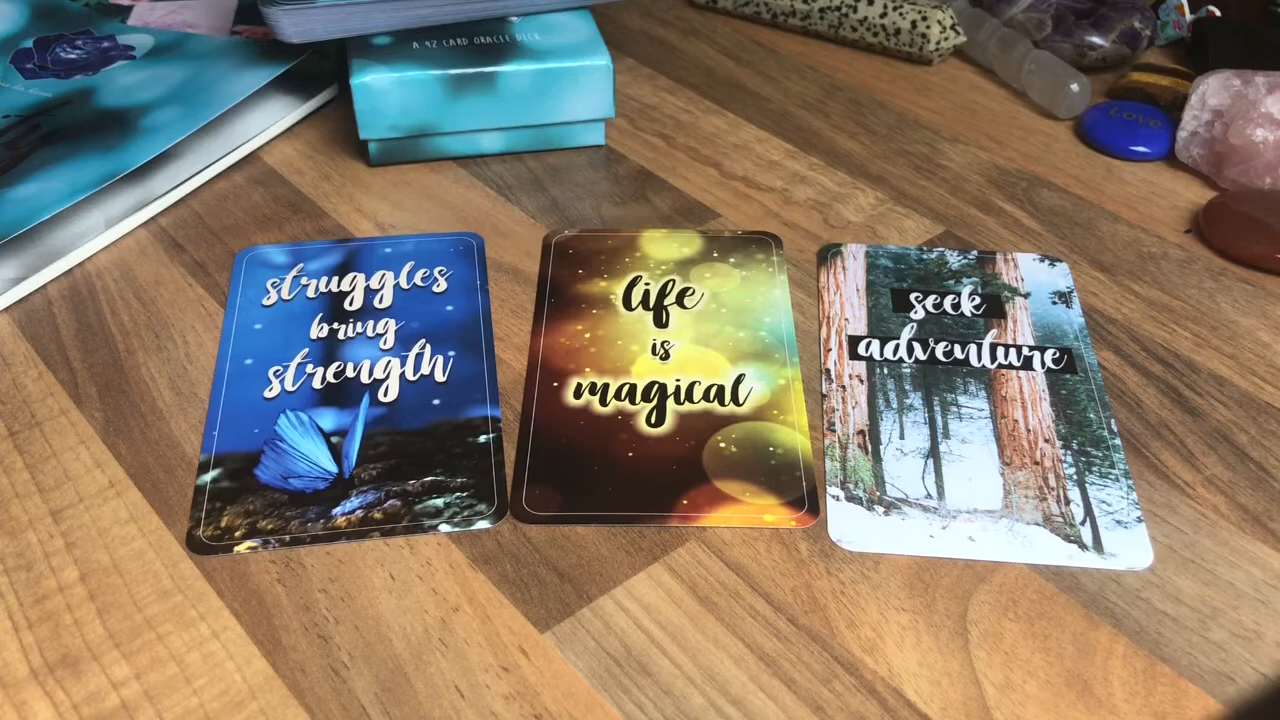 A 42 CARD ORACLE DECK
Love
struggles
bring
strength
life
is
magical
seek
adventure